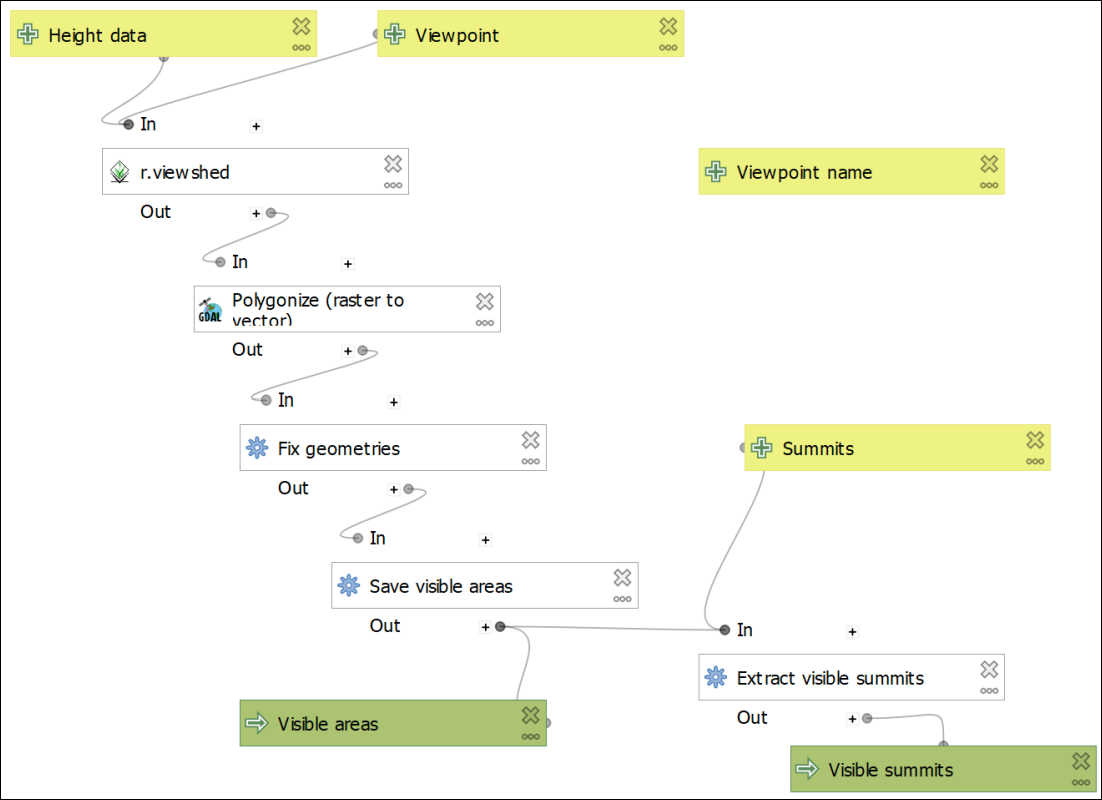 Height data
Viewpoint
In
r.viewshed
Viewpoint name
Out
In
GDAL
Polygonize (raster to
vector)
Out
In
Fix geometries
Summits
Out
In
Save visible areas
Out
In
Extract visible summits
Visible areas
Out
Visible summits